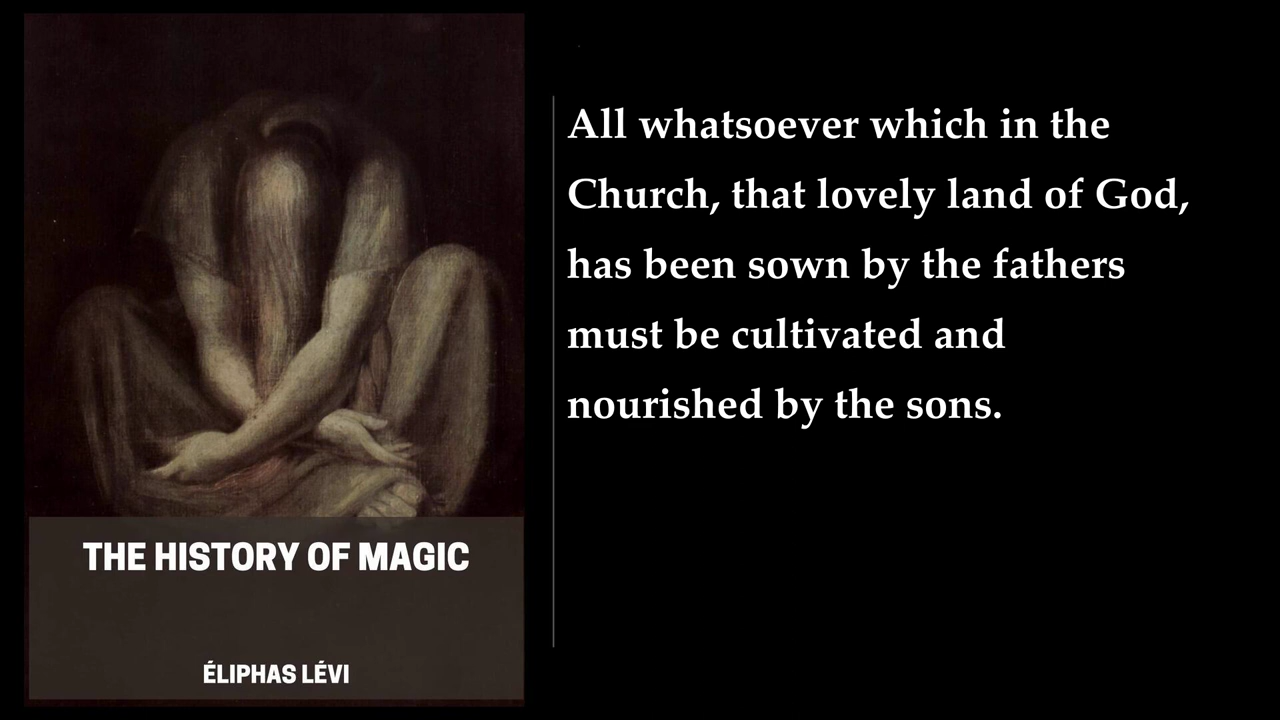 THE HISTORY OF MAGIC
ÉLIPHAS LÉVI
All whatsoever which in the
Church, that lovely land of God,
has been sown by the fathers
must be cultivated and
nourished by the sons.